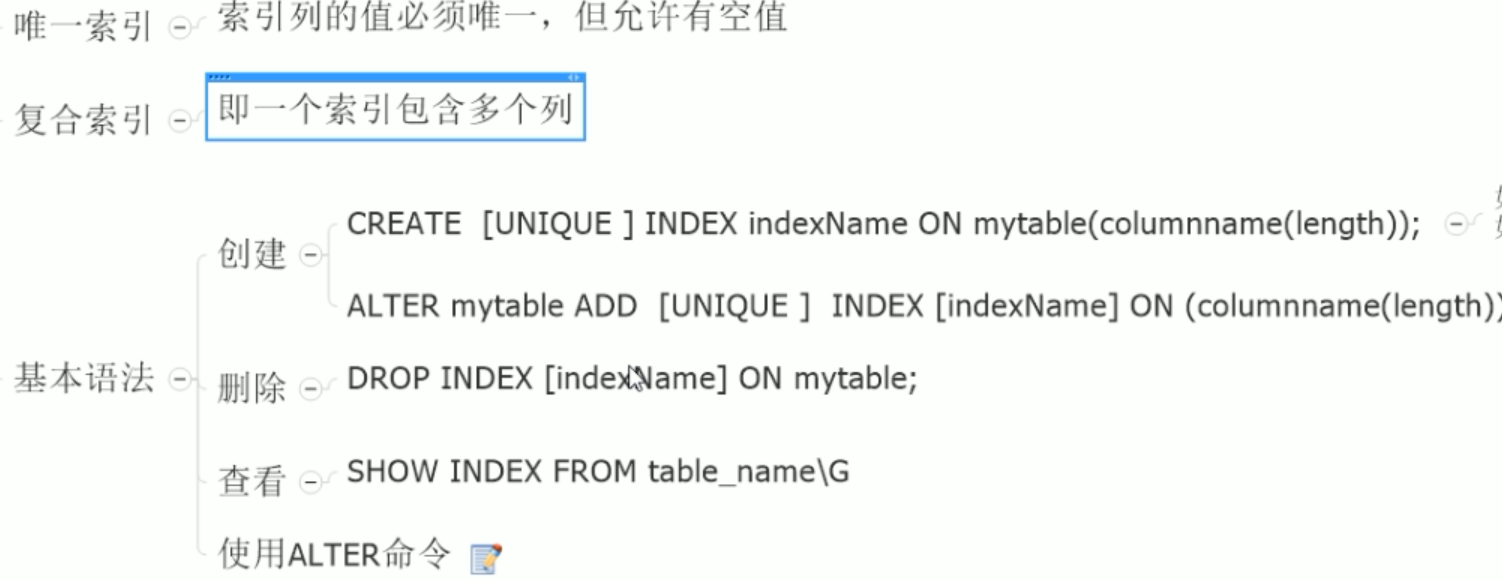 唯一索引
索引列的值必须唯一，但允许有空值
复合索引
即一个索引包含多个列
基本语法
创建
CREATE  [UNIQUE ] INDEX indexName ON mytable(columnname(length));
ALTER mytable ADD  [UNIQUE ]  INDEX [indexName] ON (columnname(length))
删除
DROP INDEX [indexName] ON mytable;
查看
SHOW INDEX FROM table_name\G
使用ALTER命令